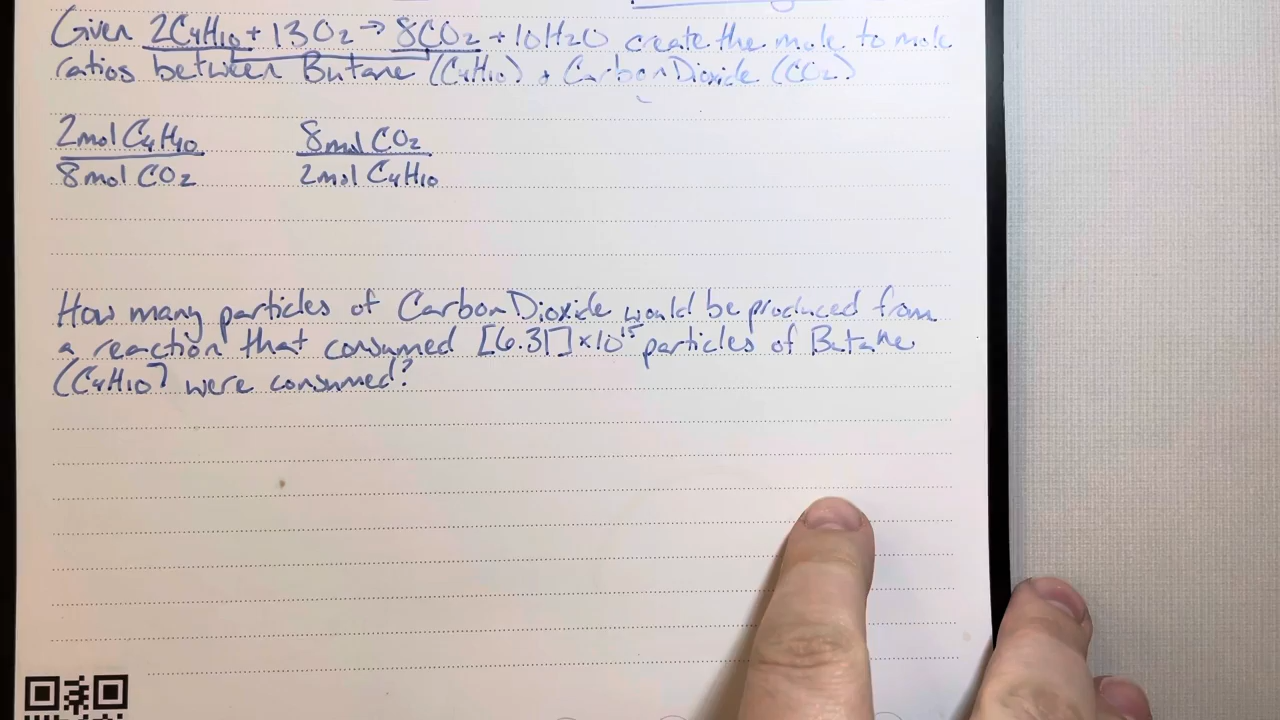 Given 2C4H10 + 13O2 → 8CO2 + 10H2O create the mole to mole
ratios between Butane (C4H10) & Carbon Dioxide (CO2)
2mol C4H10 8mol CO2
8mol CO2 2mol C4H10
How many particles of Carbon Dioxide would be produced from
a reaction that consumed [6.31]×10^15 particles of Butane
(C4H10) were consumed?